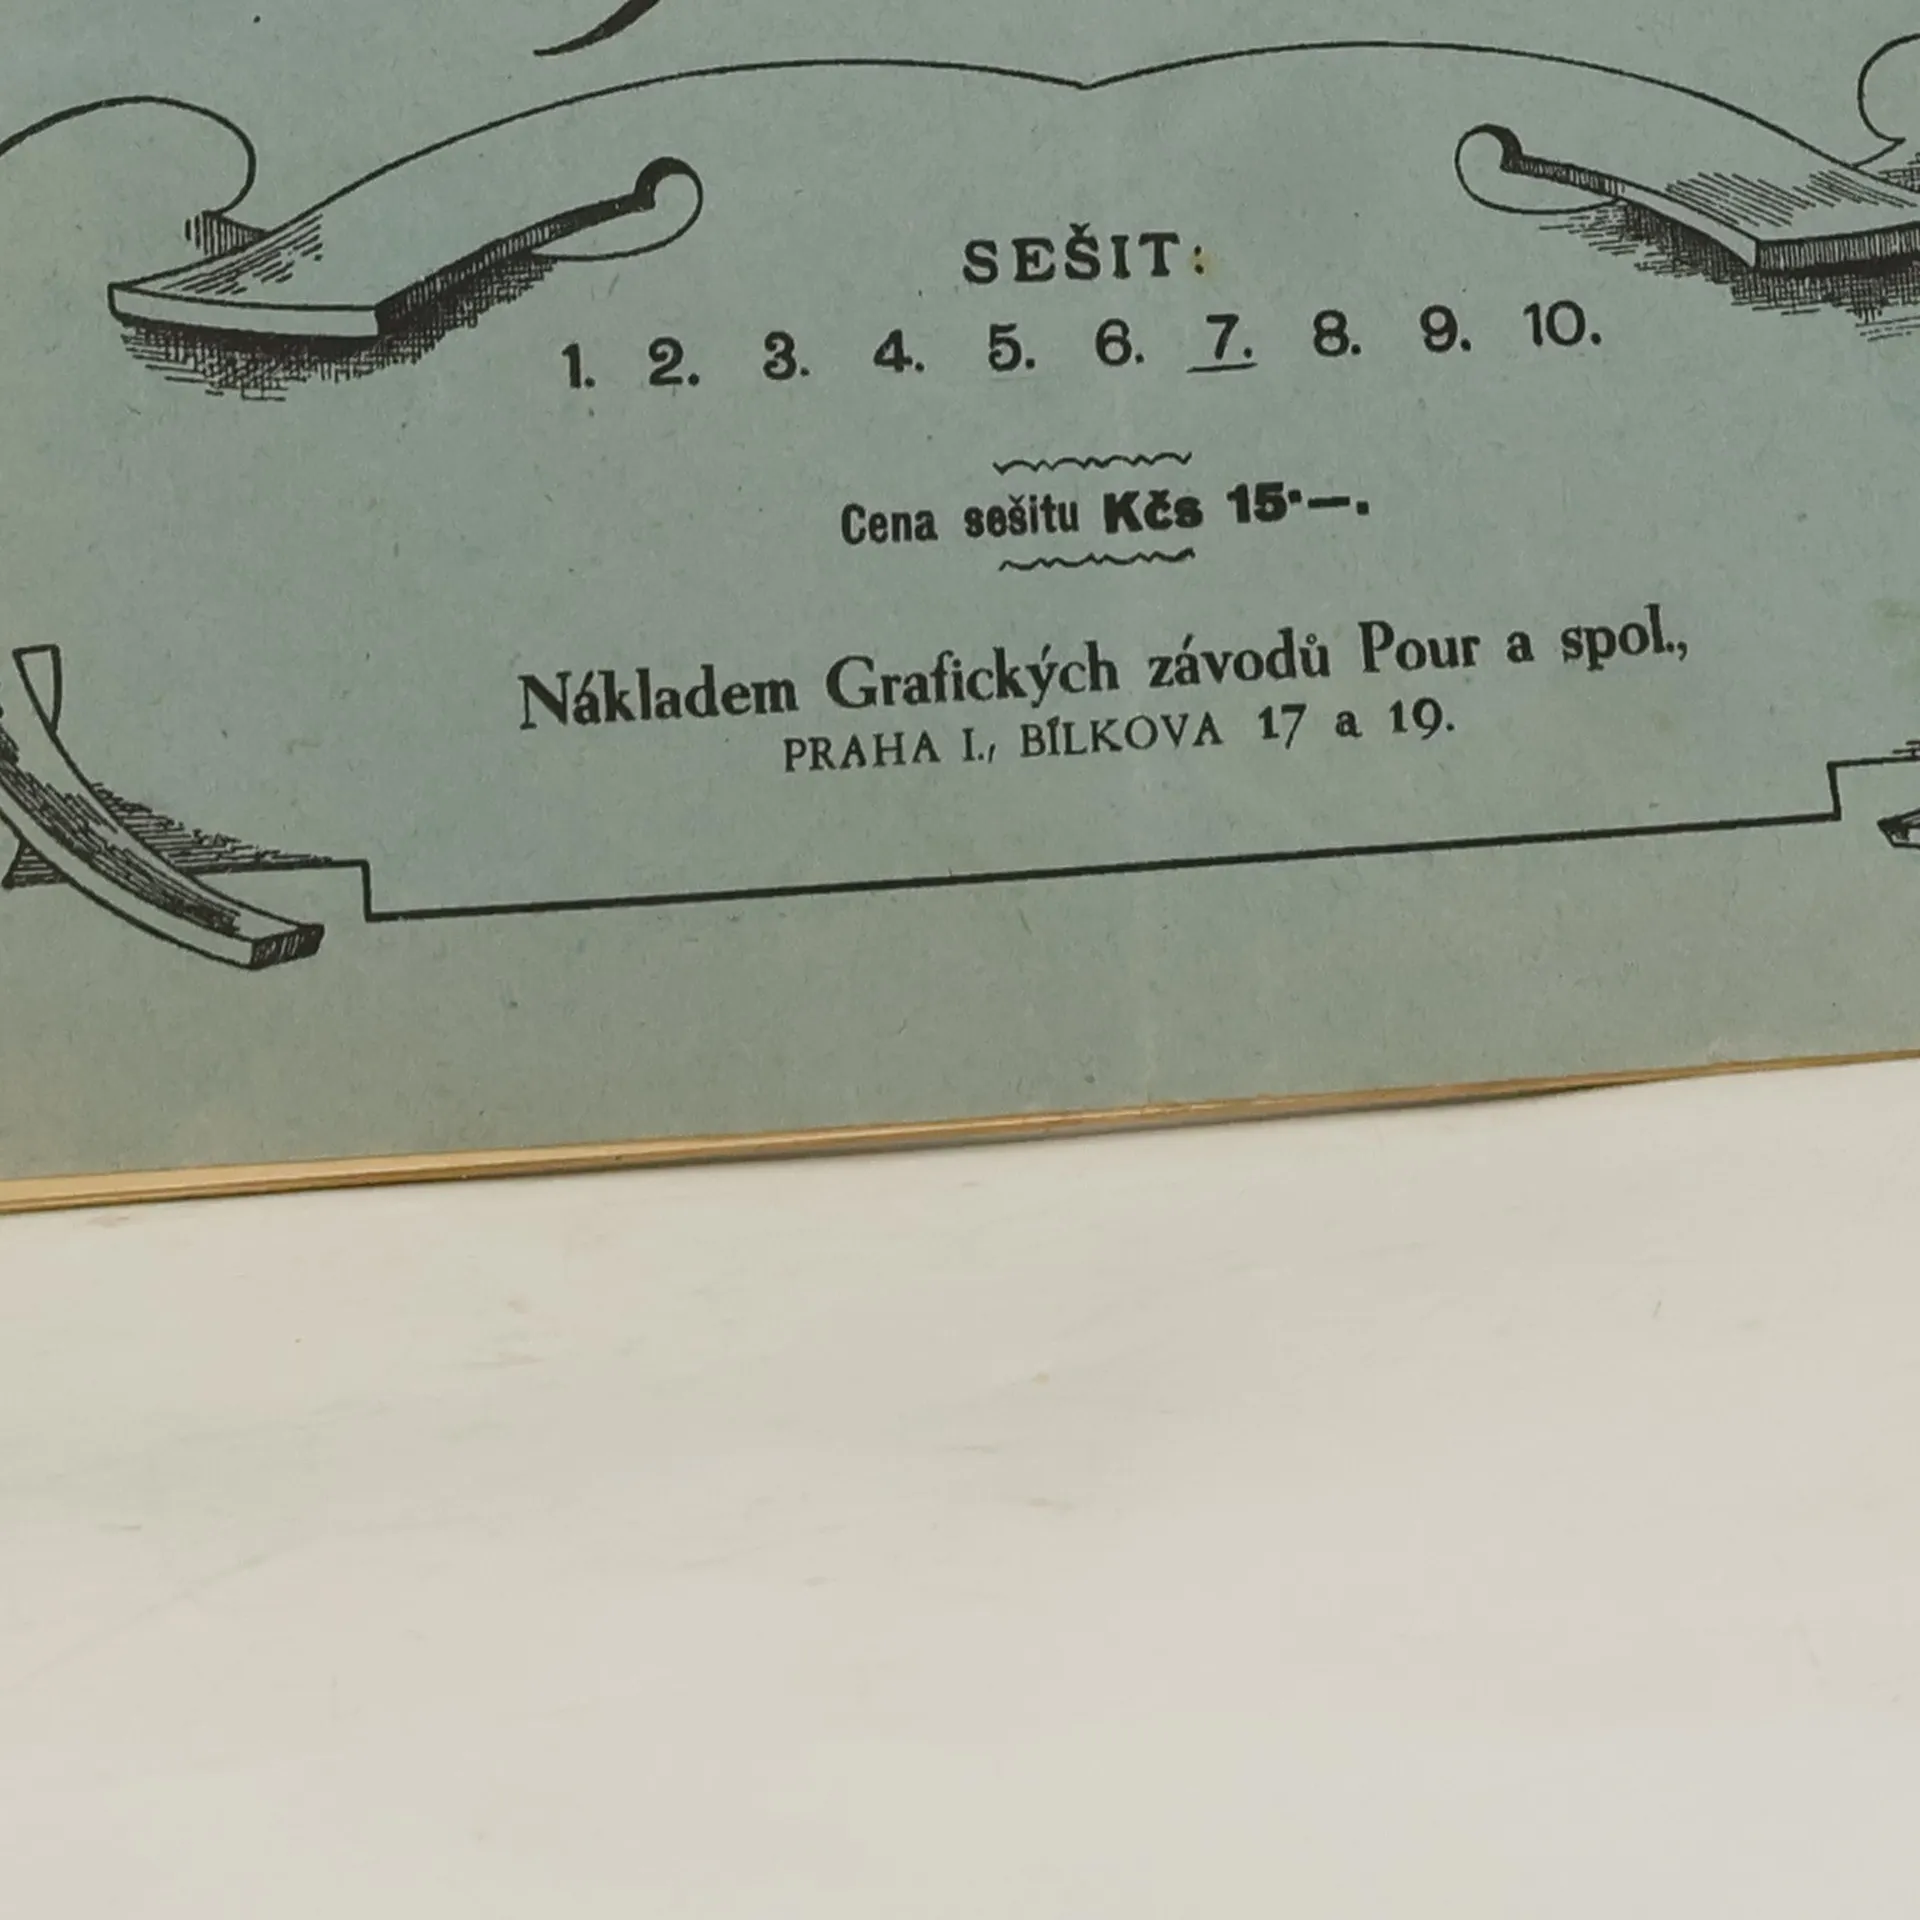 SEŠIT:
1. 2. 3. 4. 5. 6. 7. 8. 9. 10.
Cena sešitu Kčs 15·—.
Nákladem Grafických závodů Pour a spol.,
PRAHA I., BÍLKOVA 17 a 19.